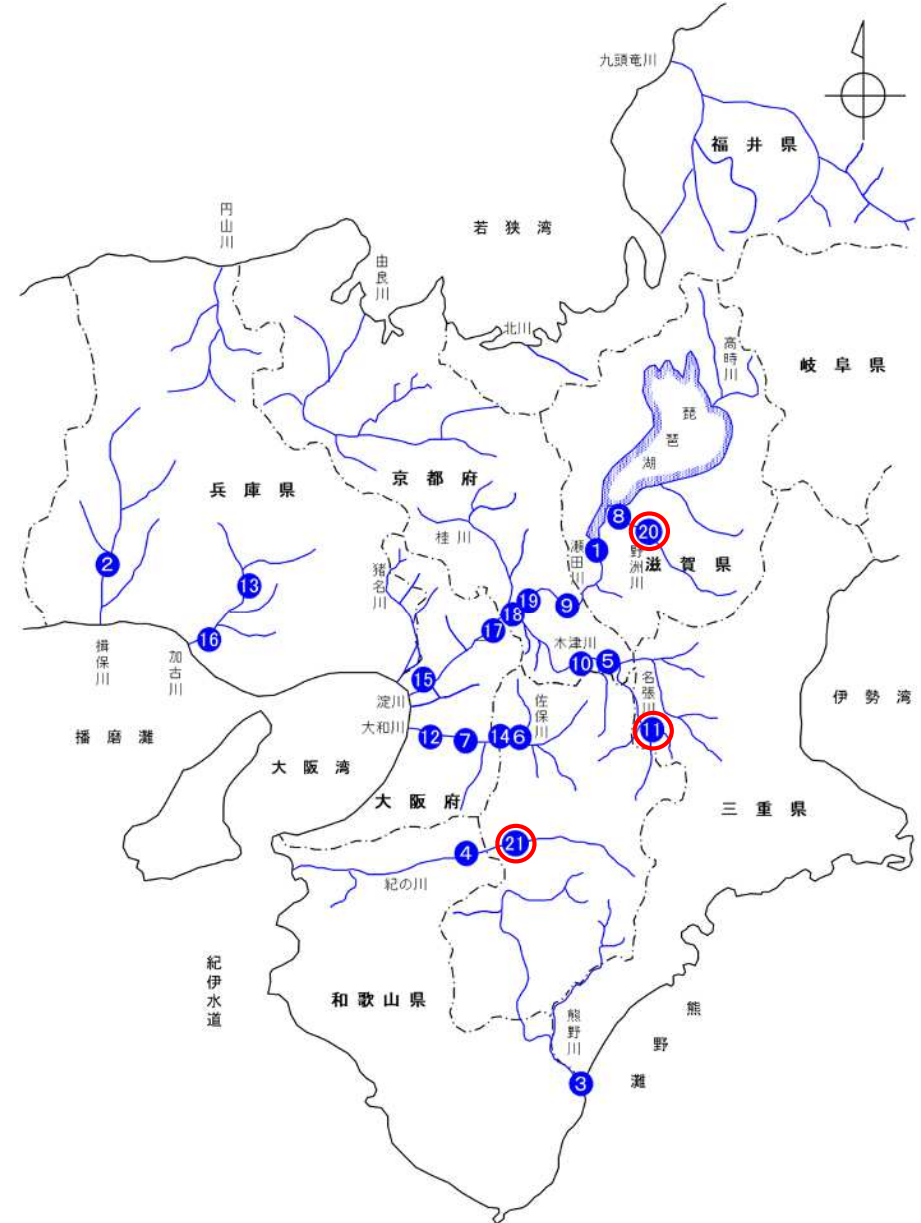 九頭竜川
福井県
円山川
若狭湾
由良川
北川
高時川
岐阜県
琵琶湖
兵庫県
京都府
桂川
8
20
瀬田川
1
野洲川
滋賀県
2
猪名川
13
19
9
18
17
16
木津川
10
5
揖保川
加古川
15
名張川
淀川
佐保川
伊勢湾
大和川
播磨灘
12
7
14
6
11
大阪湾
大阪府
三重県
21
4
紀の川
紀伊水道
和歌山県
熊野川
熊野灘
3